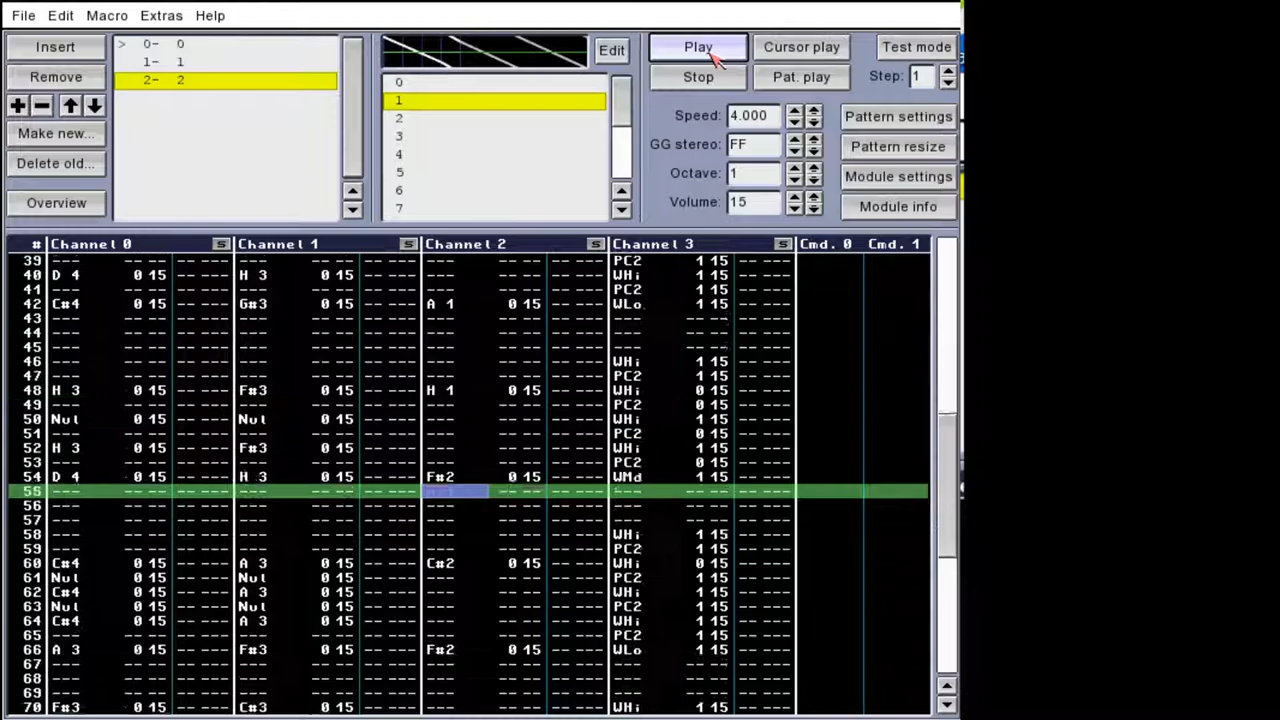 File Edit Macro Extras Help
Insert > 0- 0 Edit Play Cursor play Test mode
Remove 1- 1 0 Stop Pat. play Step: 1
2- 2 1
Make new... 2 Speed: 4.000 Pattern settings
Delete old... 3 GG stereo: FF Pattern resize
4 Octave: 1 Module settings
Overview 5 Volume: 15 Module info
6
7
# Channel 0 S Channel 1 S Channel 2 S Channel 3 S Cmd. 0 Cmd. 1
39 --- -- -- -- --- --- -- -- -- --- --- -- -- -- --- PC2 1 15 -- ---
40 D 4 0 15 -- --- H 3 0 15 -- --- --- -- -- -- --- WHi 1 15 -- ---
41 --- -- -- -- --- --- -- -- -- --- --- -- -- -- --- PC2 1 15 -- ---
42 C#4 0 15 -- --- G#3 0 15 -- --- A 1 0 15 -- --- WLo 1 15 -- ---
43 --- -- -- -- --- --- -- -- -- --- --- -- -- -- --- --- -- -- -- ---
44 --- -- -- -- --- --- -- -- -- --- --- -- -- -- --- --- -- -- -- ---
45 --- -- -- -- --- --- -- -- -- --- --- -- -- -- --- --- -- -- -- ---
46 --- -- -- -- --- --- -- -- -- --- --- -- -- -- --- WHi 1 15 -- ---
47 --- -- -- -- --- --- -- -- -- --- --- -- -- -- --- PC2 1 15 -- ---
48 H 3 0 15 -- --- F#3 0 15 -- --- H 1 0 15 -- --- WHi 0 15 -- ---
49 --- -- -- -- --- --- -- -- -- --- --- -- -- -- --- PC2 0 15 -- ---
50 Nul 0 15 -- --- Nul 0 15 -- --- --- -- -- -- --- WHi 1 15 -- ---
51 --- -- -- -- --- --- -- -- -- --- --- -- -- -- --- PC2 0 15 -- ---
52 H 3 0 15 -- --- F#3 0 15 -- --- --- -- -- -- --- WHi 1 15 -- ---
53 --- -- -- -- --- --- -- -- -- --- --- -- -- -- --- PC2 0 15 -- ---
54 D 4 0 15 -- --- H 3 0 15 -- --- F#2 0 15 -- --- WMd 1 15 -- ---
55 --- -- -- -- --- --- -- -- -- --- -- -- -- --- --- -- -- -- ---
56 --- -- -- -- --- --- -- -- -- --- --- -- -- -- --- --- -- -- -- ---
57 --- -- -- -- --- --- -- -- -- --- --- -- -- -- --- --- -- -- -- ---
58 --- -- -- -- --- --- -- -- -- --- --- -- -- -- --- WHi 1 15 -- ---
59 --- -- -- -- --- --- -- -- -- --- --- -- -- -- --- PC2 1 15 -- ---
60 C#4 0 15 -- --- A 3 0 15 -- --- C#2 0 15 -- --- WHi 0 15 -- ---
61 Nul 0 15 -- --- Nul 0 15 -- --- --- -- -- -- --- PC2 1 15 -- ---
62 C#4 0 15 -- --- A 3 0 15 -- --- --- -- -- -- --- WHi 1 15 -- ---
63 Nul 0 15 -- --- Nul 0 15 -- --- --- -- -- -- --- PC2 1 15 -- ---
64 C#4 0 15 -- --- A 3 0 15 -- --- --- -- -- -- --- WHi 1 15 -- ---
65 --- -- -- -- --- --- -- -- -- --- --- -- -- -- --- PC2 1 15 -- ---
66 A 3 0 15 -- --- F#3 0 15 -- --- F#2 0 15 -- --- WLo 1 15 -- ---
67 --- -- -- -- --- --- -- -- -- --- --- -- -- -- --- --- -- -- -- ---
68 --- -- -- -- --- --- -- -- -- --- --- -- -- -- --- --- -- -- -- ---
69 --- -- -- -- --- --- -- -- -- --- --- -- -- -- --- --- -- -- -- ---
70 F#3 0 15 -- --- C#3 0 15 -- --- --- -- -- -- --- WHi 1 15 -- ---